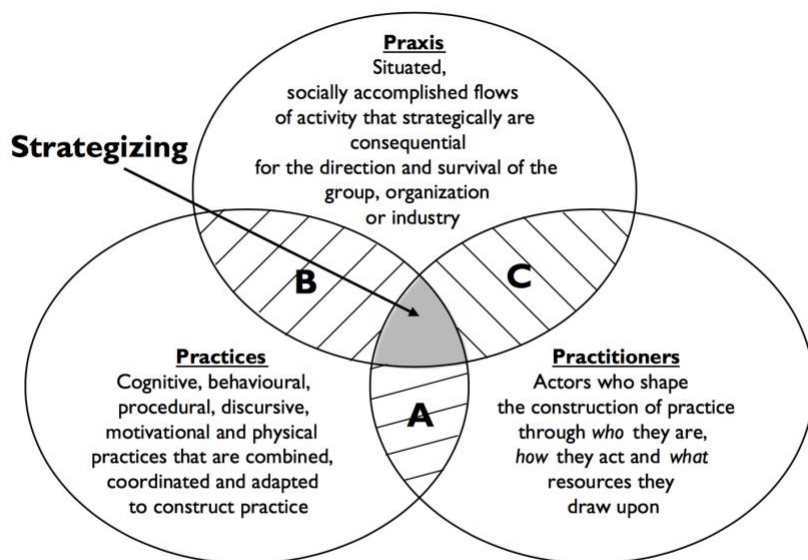 Praxis
Situated,
socially accomplished flows
of activity that strategically are
consequential
for the direction and survival of the
group, organization
or industry
Strategizing
B
C
Practices
Cognitive, behavioural,
procedural, discursive,
motivational and physical
practices that are combined,
coordinated and adapted
to construct practice
A
Practitioners
Actors who shape
the construction of practice
through who they are,
how they act and what
resources they
draw upon